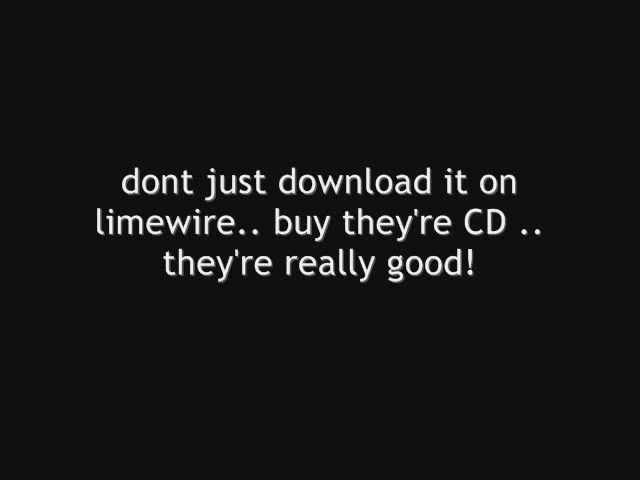 dont just download it on
limewire.. buy they're CD ..
they're really good!